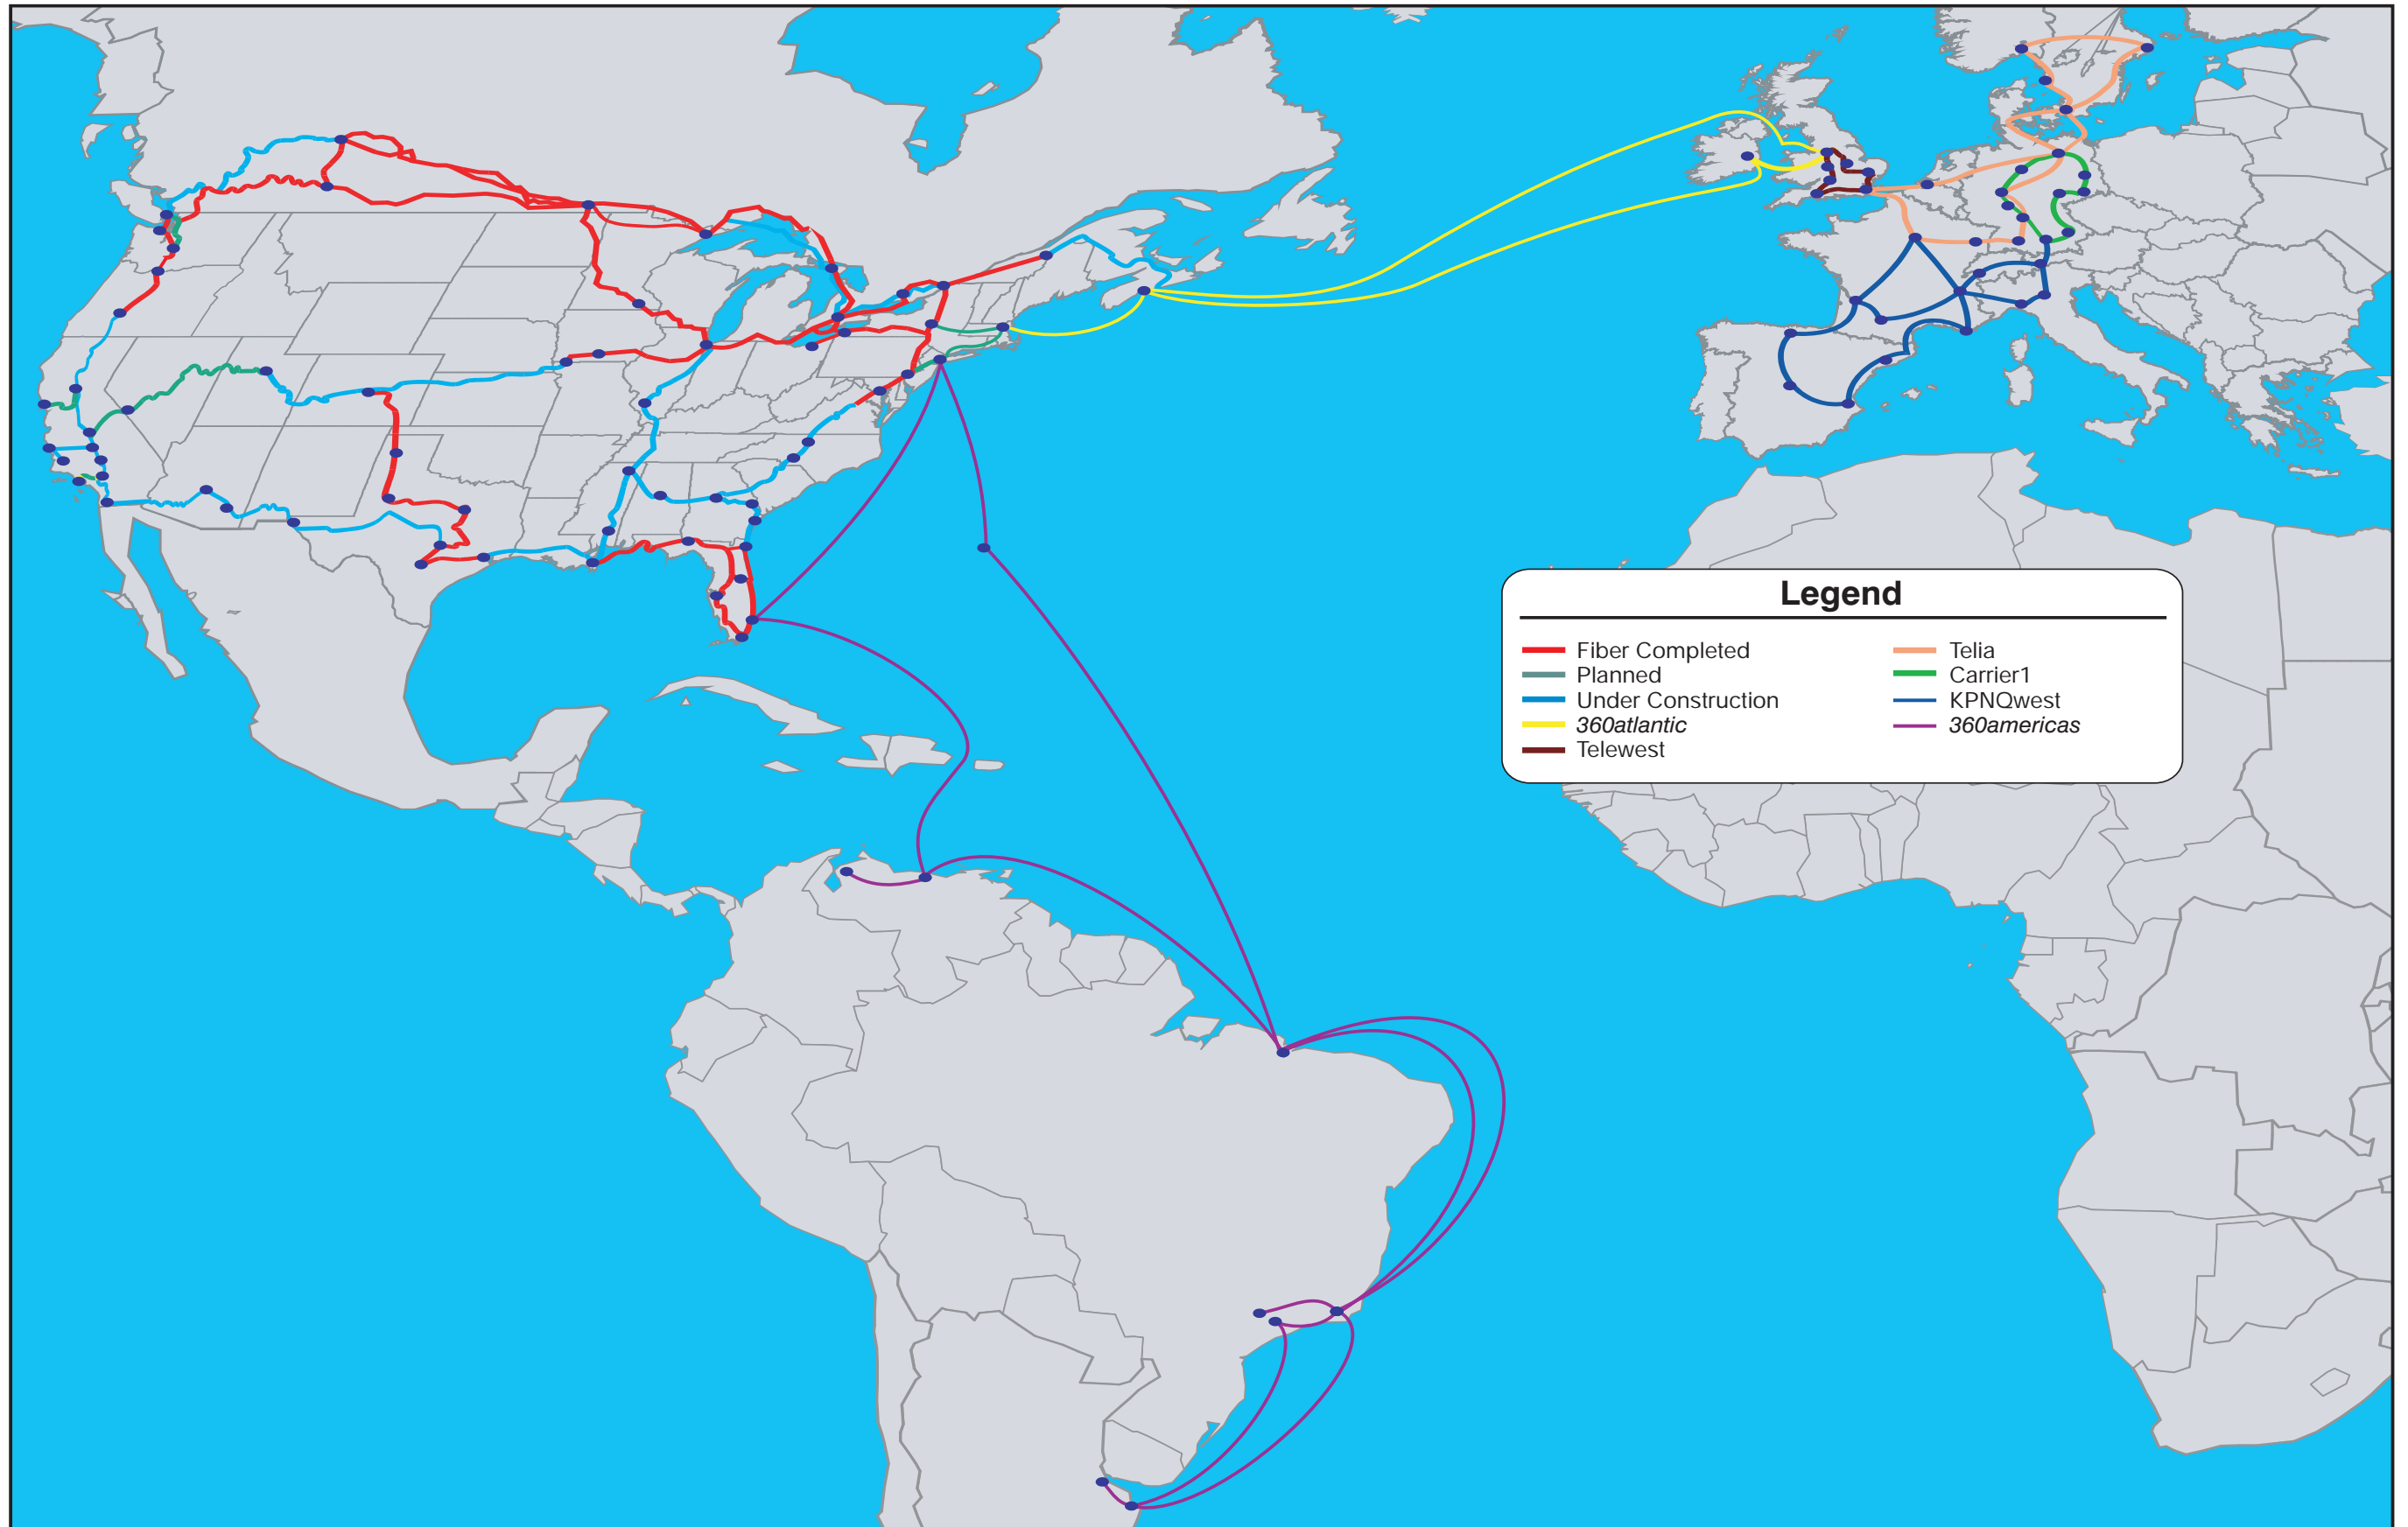 Legend
Fiber Completed
Planned
Under Construction
360atlantic
Telewest
Telia
Carrier1
KPNQwest
360americas